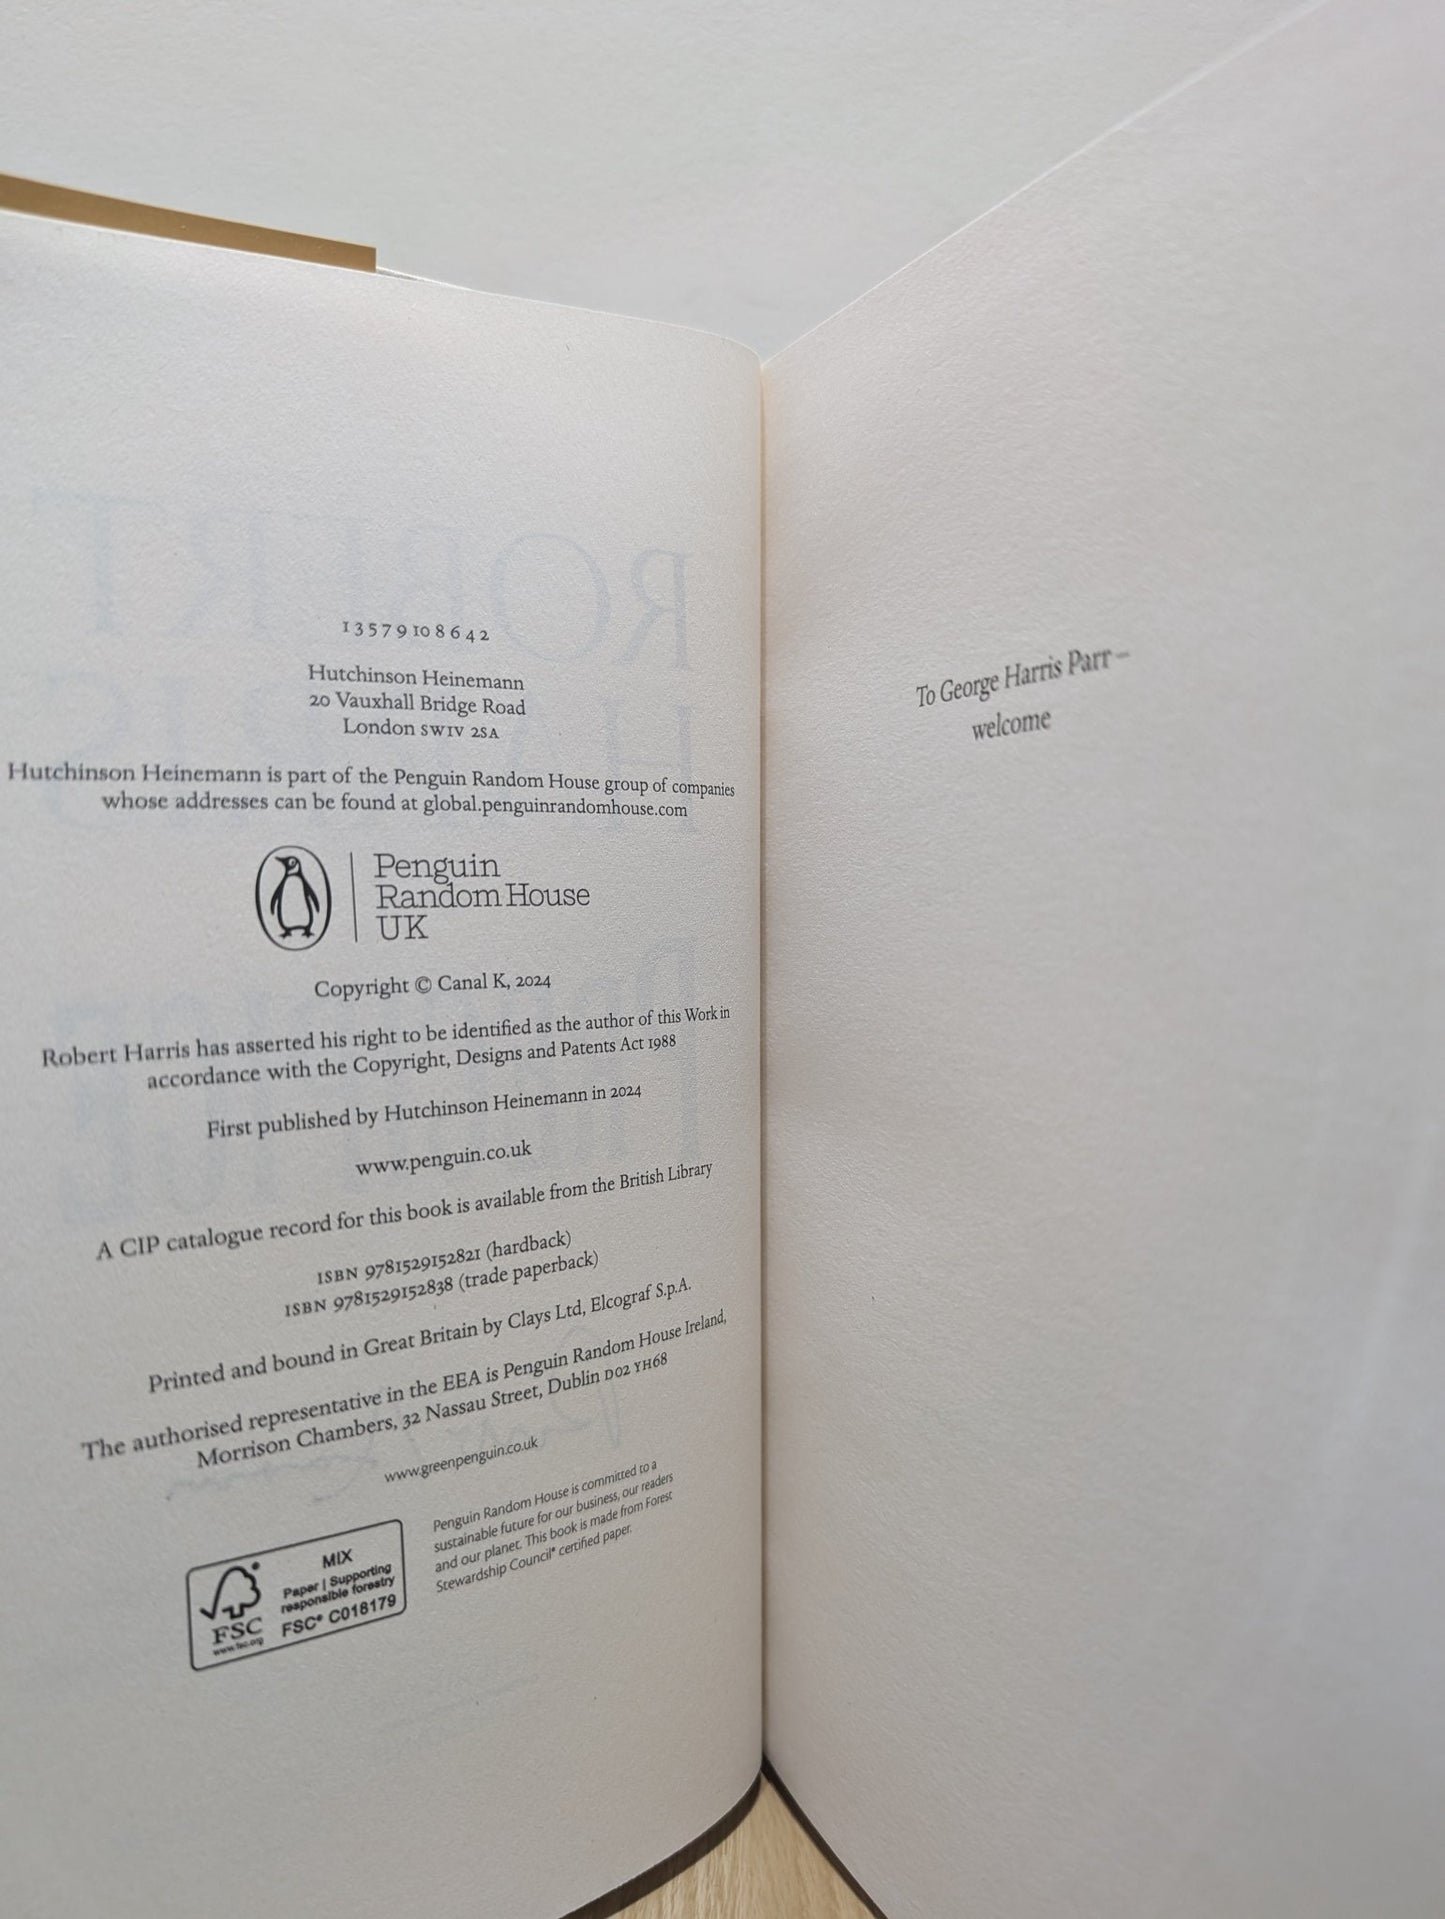 1 3 5 7 9 10 8 6 4 2
Hutchinson Heinemann
20 Vauxhall Bridge Road
London SW1V 2SA
Hutchinson Heinemann is part of the Penguin Random House group of companies
whose addresses can be found at global.penguinrandomhouse.com
Penguin
Random House
UK
Copyright © Canal K, 2024
Robert Harris has asserted his right to be identified as the author of this Work in
accordance with the Copyright, Designs and Patents Act 1988
First published by Hutchinson Heinemann in 2024
www.penguin.co.uk
A CIP catalogue record for this book is available from the British Library
ISBN 9781529152821 (hardback)
ISBN 9781529152838 (trade paperback)
Printed and bound in Great Britain by Clays Ltd, Elcograf S.p.A.
The authorised representative in the EEA is Penguin Random House Ireland,
Morrison Chambers, 32 Nassau Street, Dublin D02 YH68
www.greenpenguin.co.uk
Penguin Random House is committed to a
sustainable future for our business, our readers
and our planet. This book is made from Forest
Stewardship Council® certified paper.
MIX
Paper | Supporting
responsible forestry
FSC® C018179
FSC
www.fsc.org
To George Harris Parr –
welcome